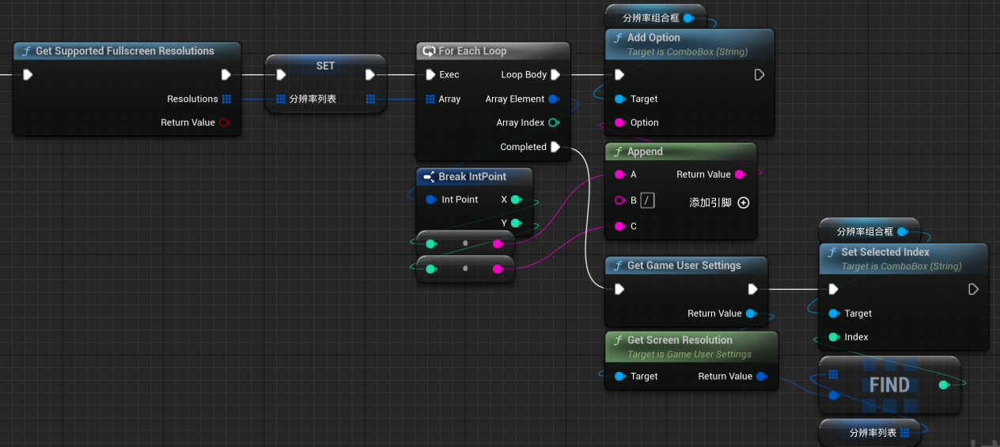 分辨率组合框
Get Supported Fullscreen Resolutions
Resolutions
Return Value
SET
分辨率列表
For Each Loop
Exec
Loop Body
Array
Array Element
Array Index
Completed
Add Option
Target is ComboBox (String)
Target
Option
Break IntPoint
Int Point
X
Y
Append
A
Return Value
B /
添加引脚
C
Get Game User Settings
Return Value
Get Screen Resolution
Target is Game User Settings
Target
Return Value
分辨率组合框
Set Selected Index
Target is ComboBox (String)
Target
Index
FIND
分辨率列表